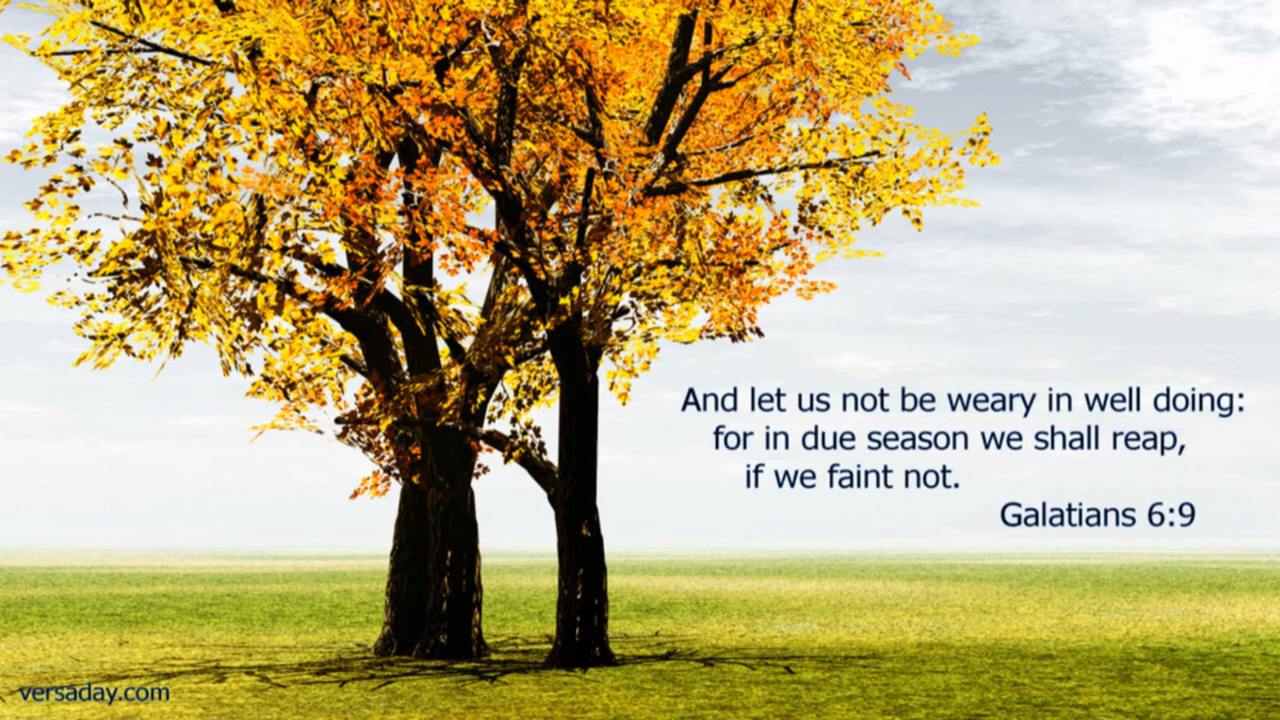 And let us not be weary in well doing:
for in due season we shall reap,
if we faint not.
Galatians 6:9
versaday.com